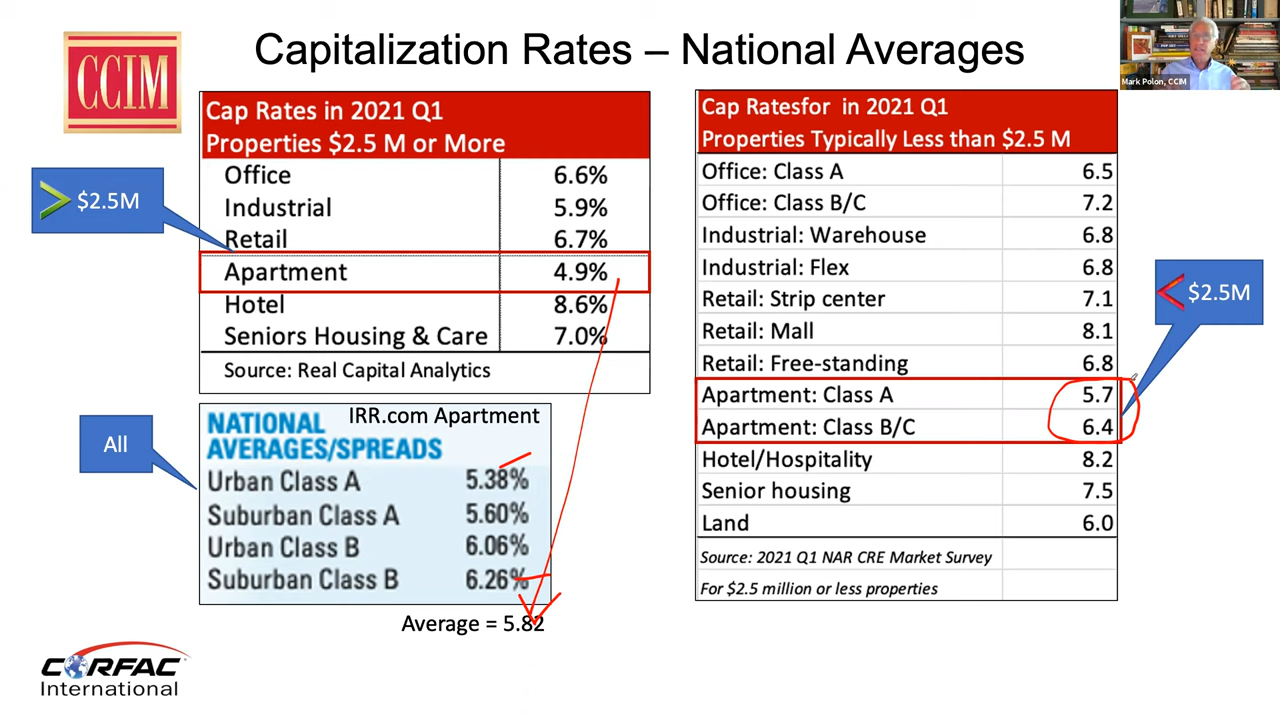 Capitalization Rates – National Averages
CCIM
Mark Polon, CCIM
Cap Rates in 2021 Q1
Properties $2.5 M or More
Office 6.6%
Industrial 5.9%
Retail 6.7%
Apartment 4.9%
Hotel 8.6%
Seniors Housing & Care 7.0%
Source: Real Capital Analytics
> $2.5M
All
IRR.com Apartment
NATIONAL
AVERAGES/SPREADS
Urban Class A 5.38%
Suburban Class A 5.60%
Urban Class B 6.06%
Suburban Class B 6.26%
Average = 5.82
Cap Ratesfor in 2021 Q1
Properties Typically Less than $2.5 M
Office: Class A 6.5
Office: Class B/C 7.2
Industrial: Warehouse 6.8
Industrial: Flex 6.8
Retail: Strip center 7.1
Retail: Mall 8.1
Retail: Free-standing 6.8
Apartment: Class A 5.7
Apartment: Class B/C 6.4
Hotel/Hospitality 8.2
Senior housing 7.5
Land 6.0
Source: 2021 Q1 NAR CRE Market Survey
For $2.5 million or less properties
< $2.5M
CORFAC
International